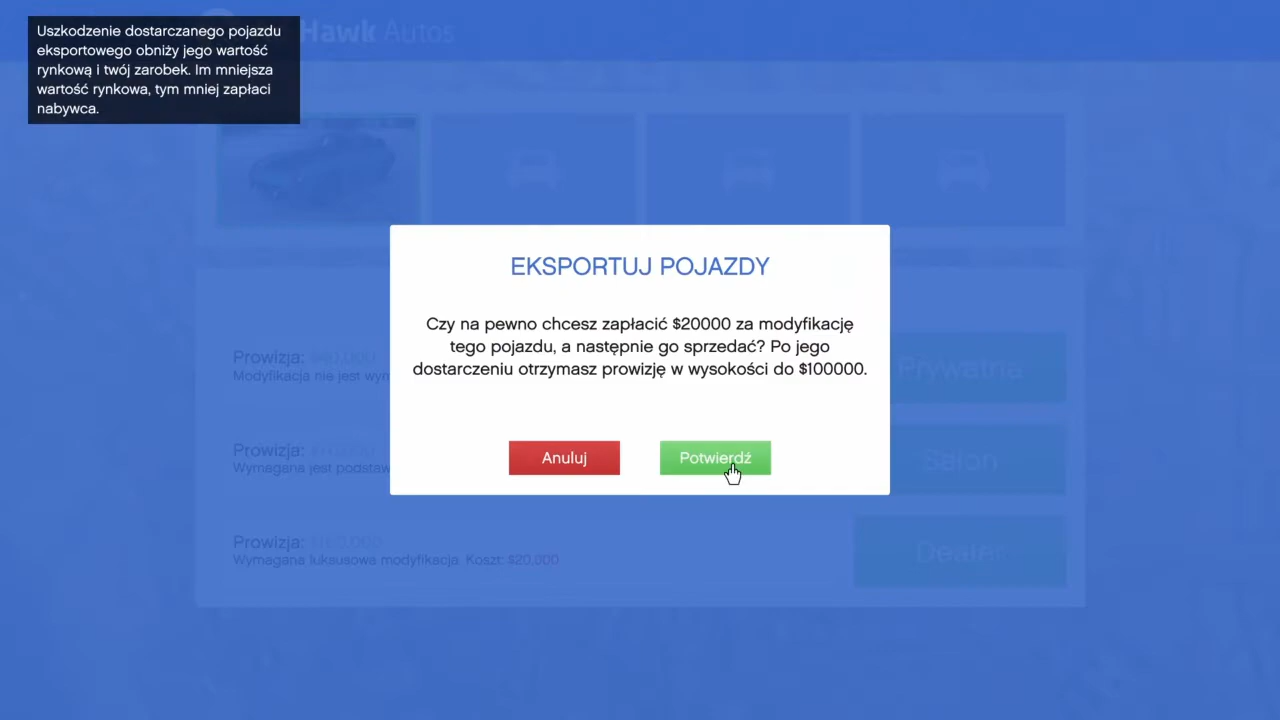 Uszkodzenie dostarczanego pojazdu
eksportowego obniży jego wartość
rynkową i twój zarobek. Im mniejsza
wartość rynkowa, tym mniej zapłaci
nabywca.
Hawk Autos
EKSPORTUJ POJAZDY
Czy na pewno chcesz zapłacić $20000 za modyfikację
tego pojazdu, a następnie go sprzedać? Po jego
dostarczeniu otrzymasz prowizję w wysokości do $100000.
Anuluj
Potwierdź
Prowizja:
Modyfikacja nie jest wym
Prywatna
Prowizja:
Wymagana jest podstaw
Salon
Prowizja:
Wymagana luksusowa modyfikacja. Koszt: $20,000
Dealer